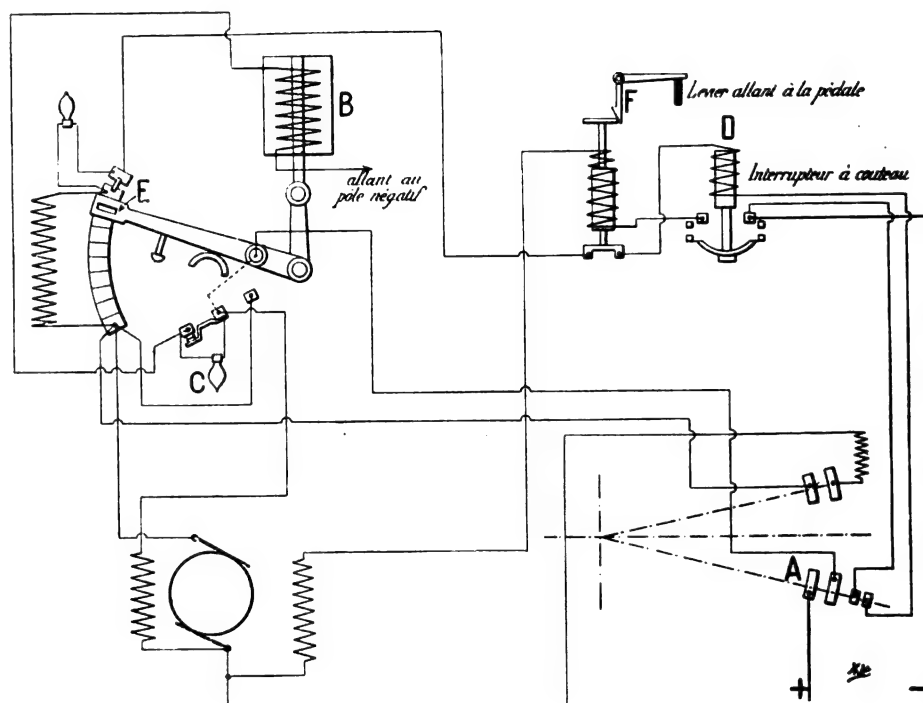 B
F
Levier allant à la pédale
E
allant au
pôle négatif
Interrupteur à couteau
C
A
+
−